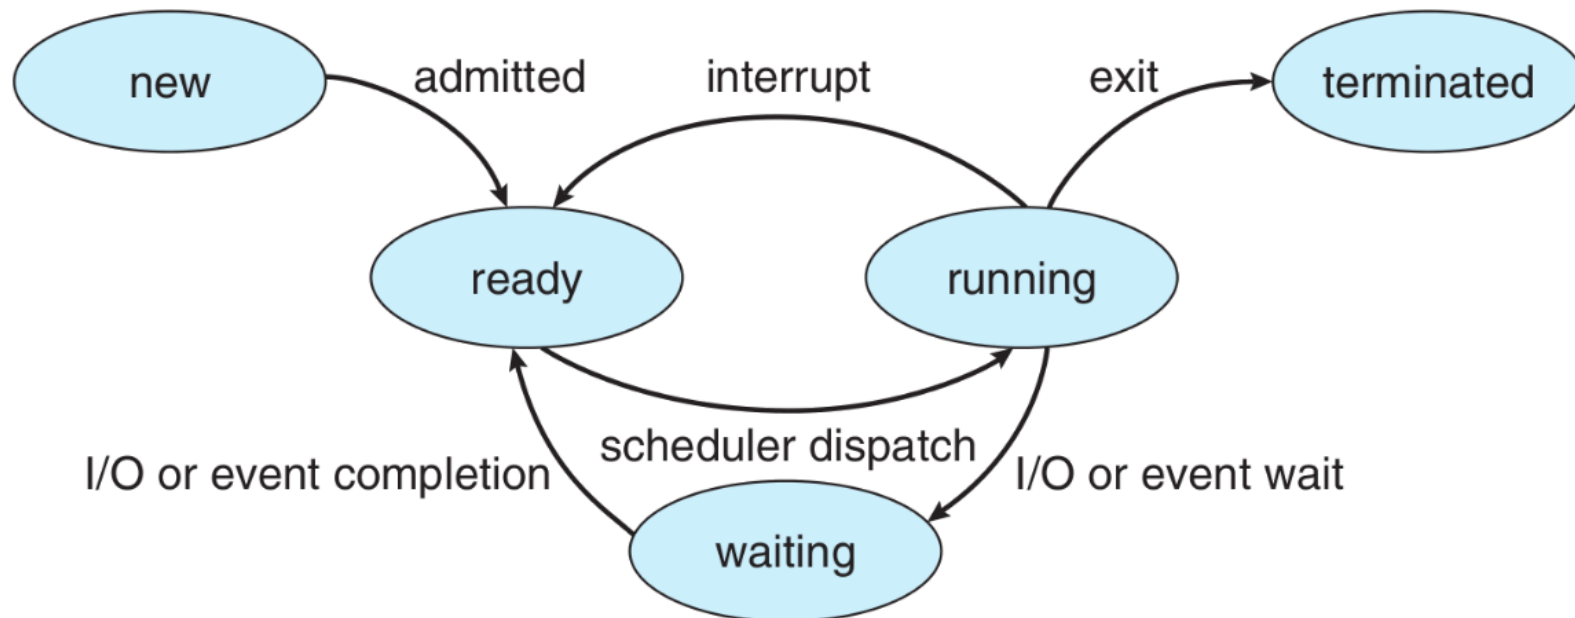 new
admitted
interrupt
exit
terminated
ready
running
scheduler dispatch
I/O or event completion
I/O or event wait
waiting